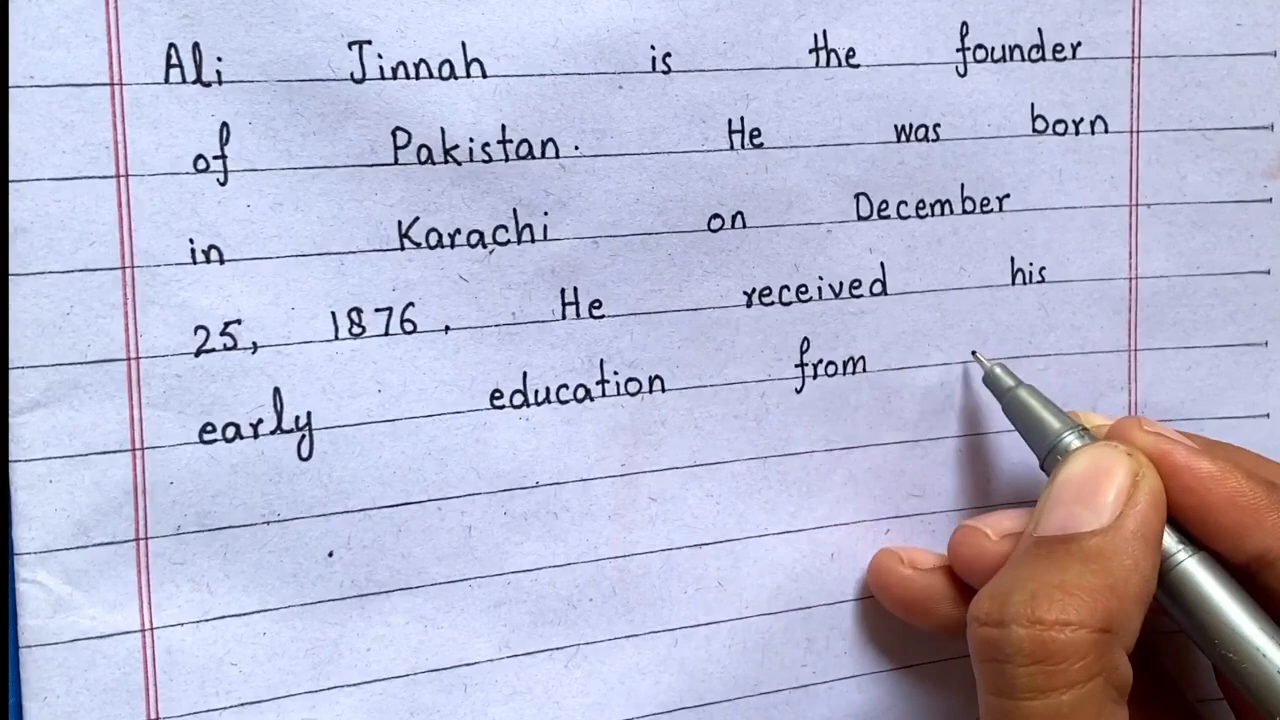 Ali Jinnah is the founder
of Pakistan. He was born
in Karachi on December
25, 1876. He received his
early education from